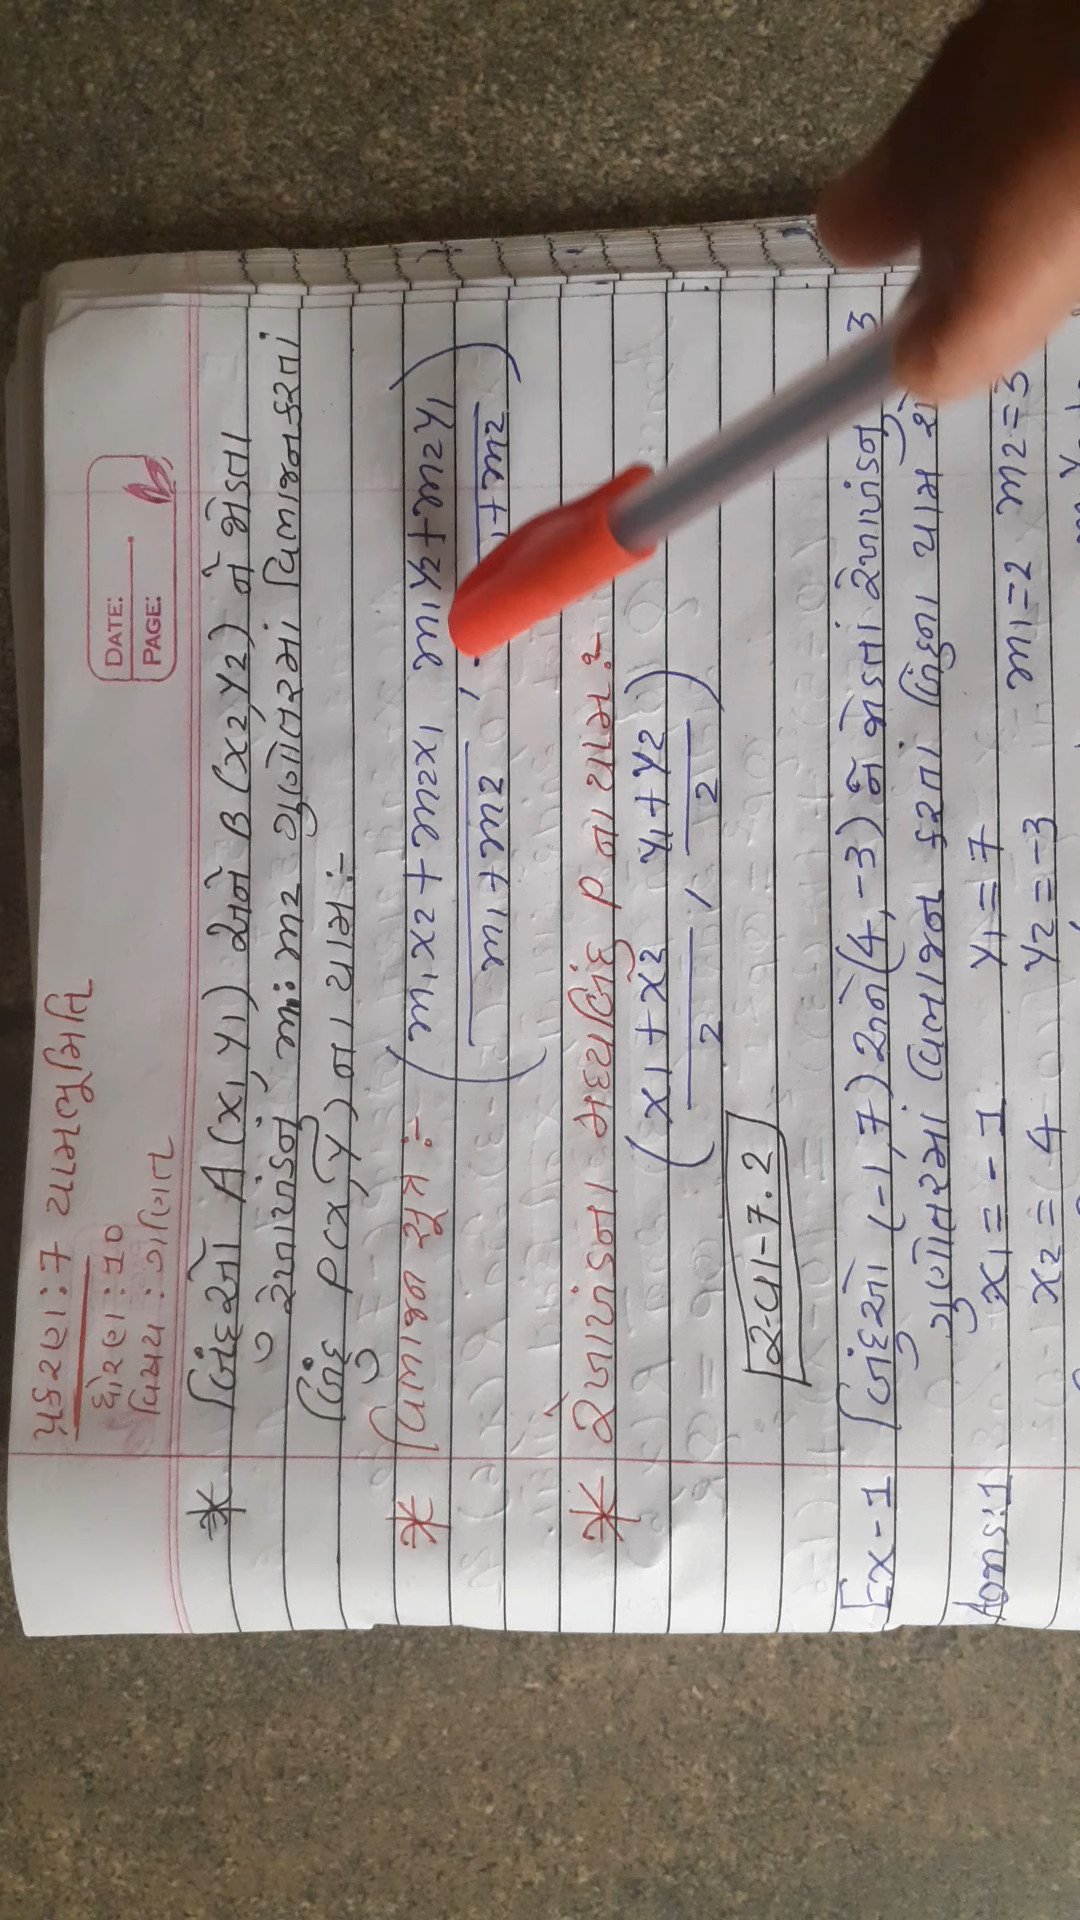 DATE:
PAGE:
પ્રકરણ : 7 યામભૂમિતિ
ધોરણ : 10
વિષય : ગણિત
* બિંદુઓ A (x1, y1) અને B (x2, y2) ને જોડતા
રેખાખંડનું m1 : m2 ગુણોત્તરમાં વિભાજન કરતાં
બિંદુ P(x, y) ના યામ :-
* વિભાજન સૂત્ર :- ( m1x2 + m2x1 / m1 + m2 , m1y2 + m2y1 / 1 + m2 )
* રેખાખંડના મધ્યબિંદુ P ના યામ :-
( x1 + x2 / 2 , y1 + y2 / 2 )
સ્વા-7.2
Ex-1 બિંદુઓ (-1, 7) અને (4, -3) ને જોડતાં રેખાખંડનું 3
ગુણોત્તરમાં વિભાજન કરતાં બિંદુના યામ શો
Ans:1 x1 = -1 y1 = 7 m1 = 2 m2 = 3
x2 = 4 y2 = -3